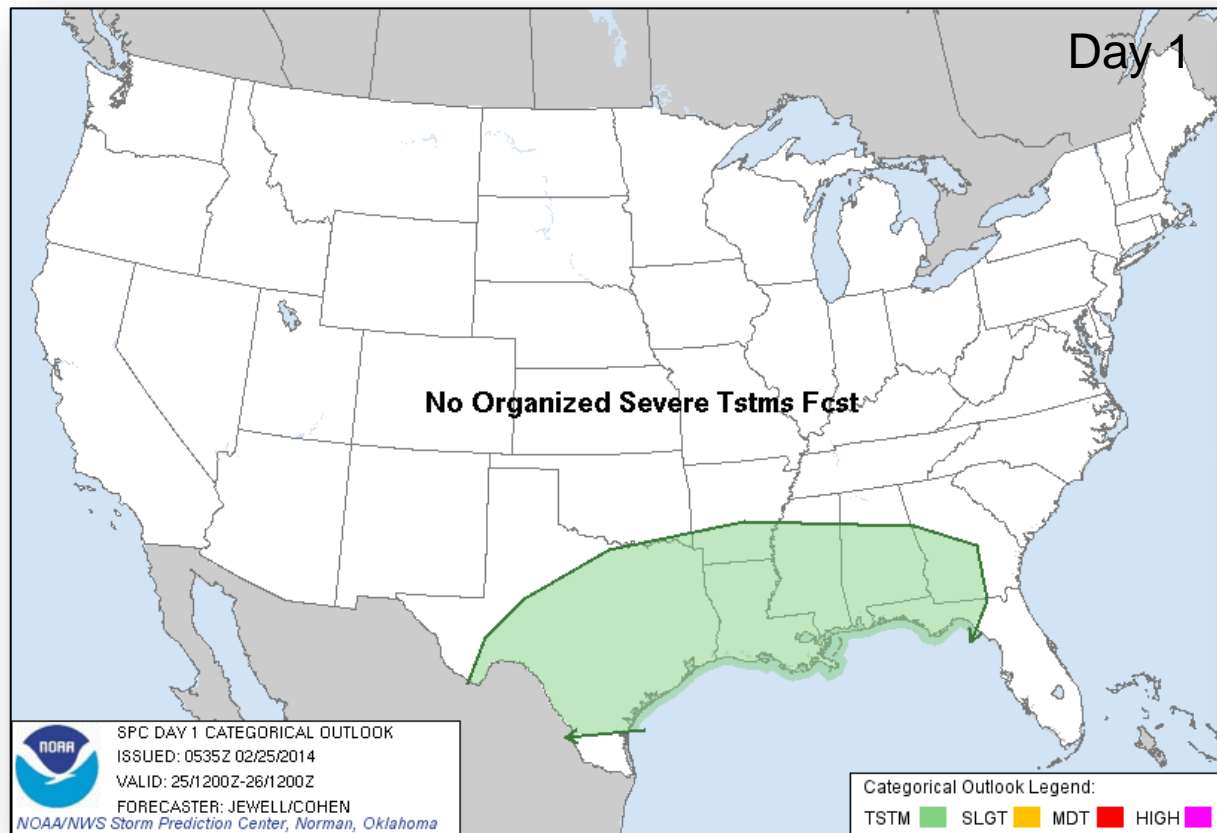 Day 1
No Organized Severe Tstms Fcst
NOAA
SPC DAY 1 CATEGORICAL OUTLOOK
ISSUED: 0535Z 02/25/2014
VALID: 25/1200Z-26/1200Z
FORECASTER: JEWELL/COHEN
NOAA/NWS Storm Prediction Center, Norman, Oklahoma
Categorical Outlook Legend:
TSTM SLGT MDT HIGH